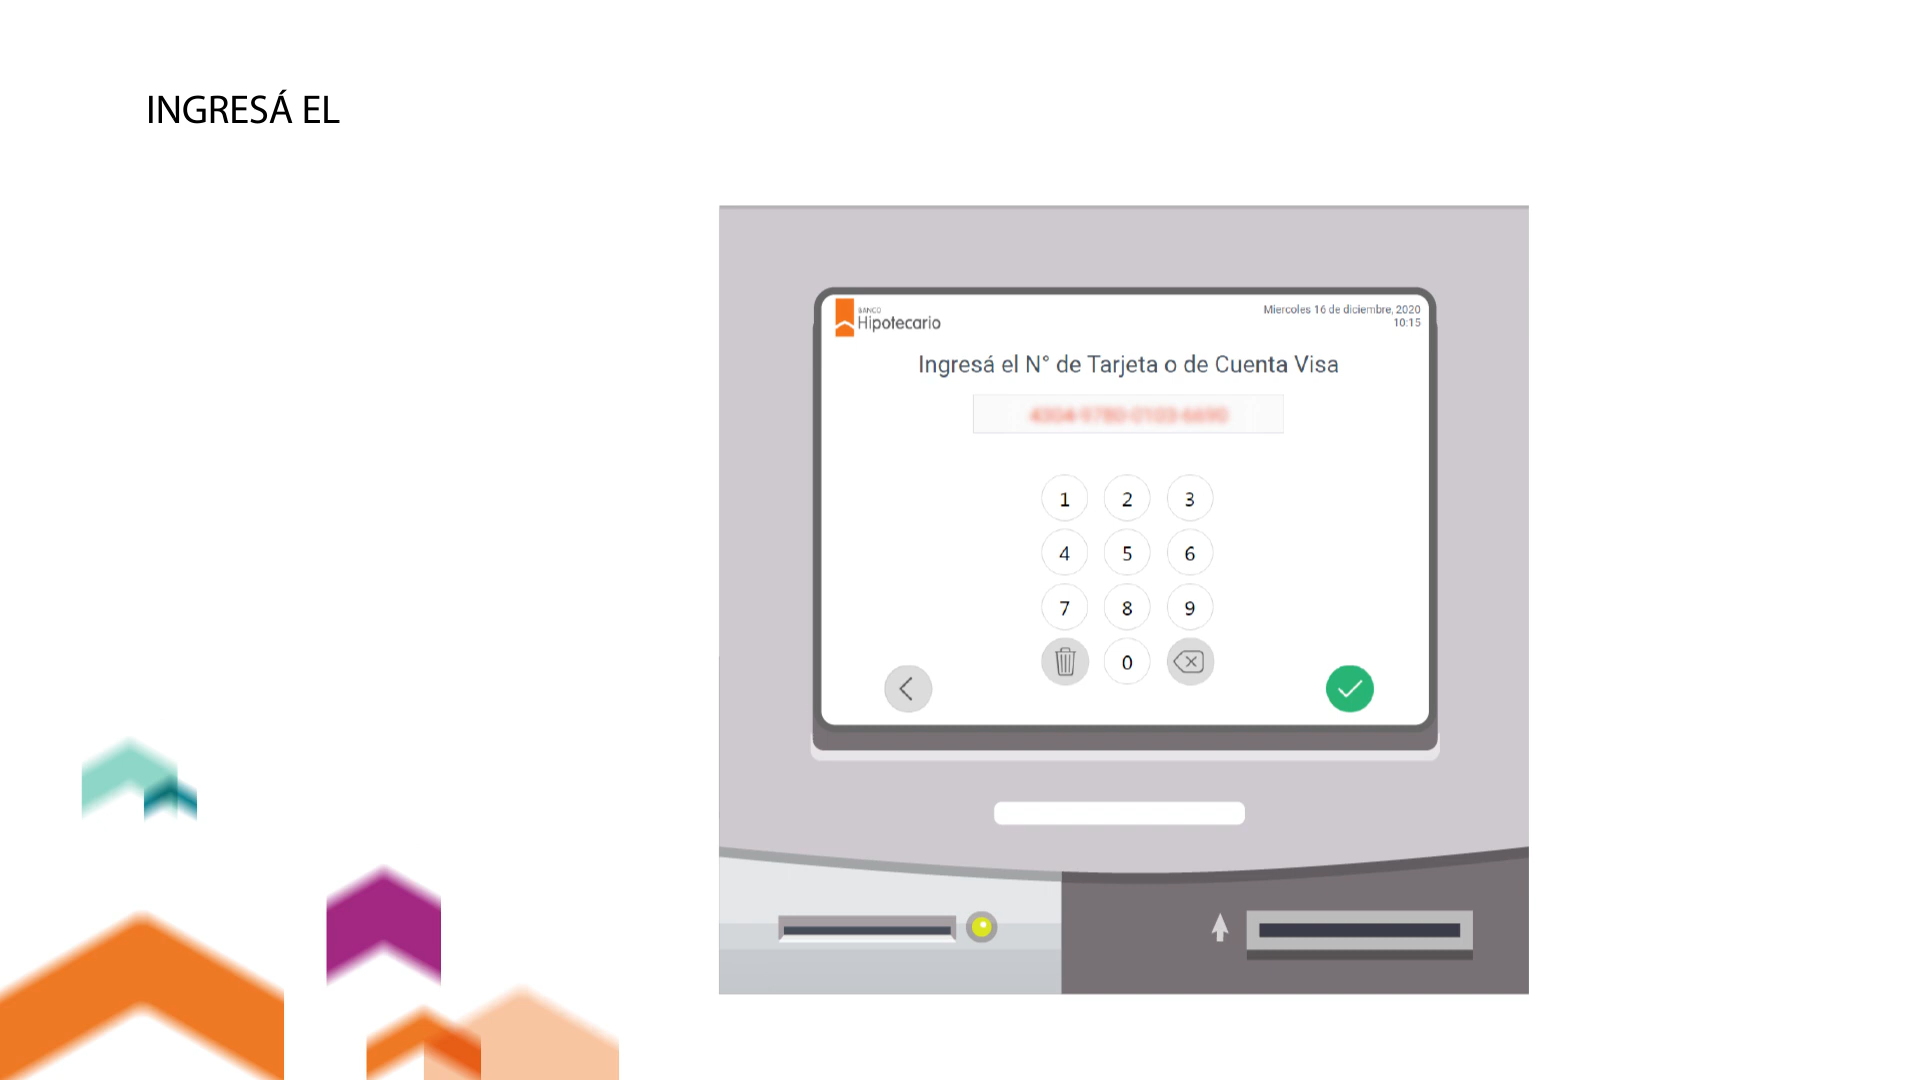 INGRESÁ EL
BANCO
Hipotecario
Miercoles 16 de diciembre, 2020
10:15
Ingresá el N° de Tarjeta o de Cuenta Visa
1 2 3
4 5 6
7 8 9
0